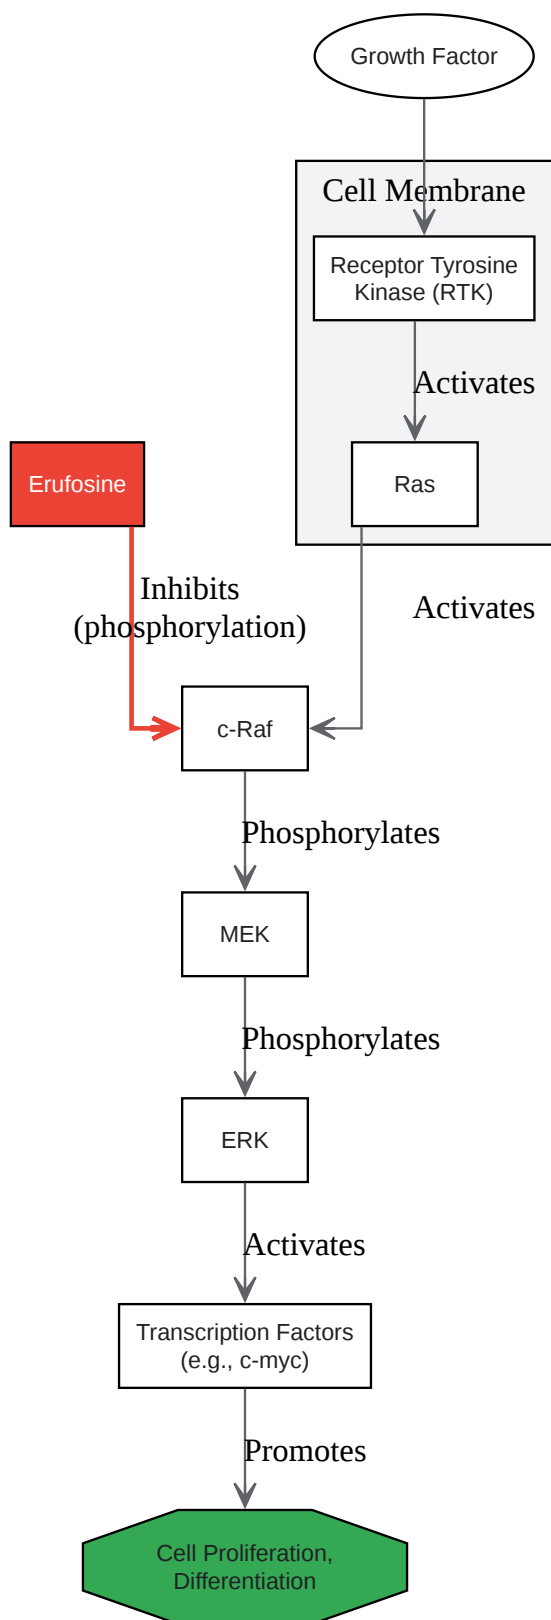 Growth Factor
Cell Membrane
Receptor Tyrosine
Kinase (RTK)
Activates
Erufosine
Ras
Inhibits
(phosphorylation)
Activates
c-Raf
Phosphorylates
MEK
Phosphorylates
ERK
Activates
Transcription Factors
(e.g., c-myc)
Promotes
Cell Proliferation,
Differentiation